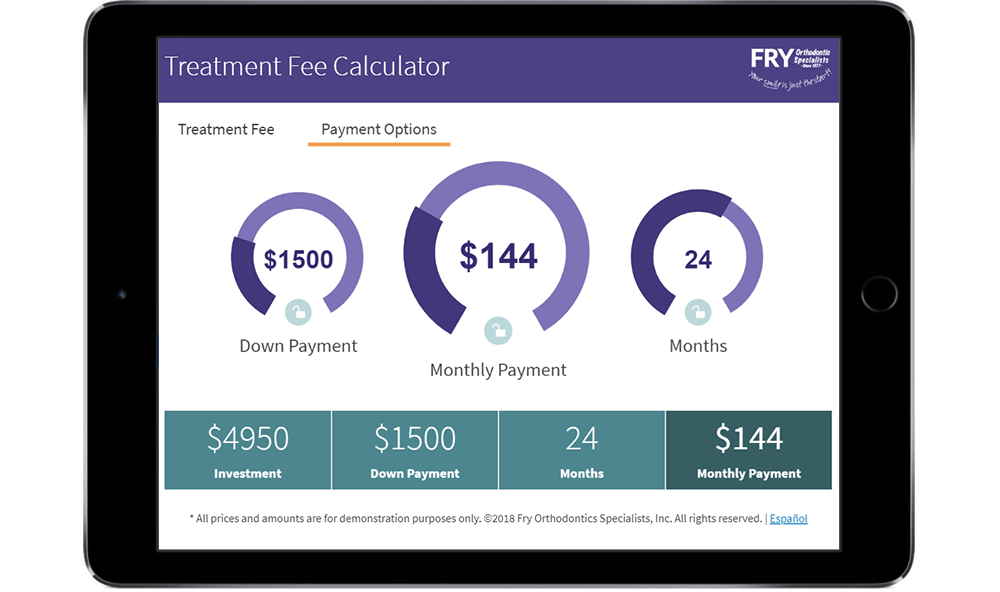 Treatment Fee Calculator
FRY Orthodontic
Specialists
-Since 1977-
Your smile is just the start!
Treatment Fee
Payment Options
$1500
Down Payment
$144
Monthly Payment
24
Months
$4950
Investment
$1500
Down Payment
24
Months
$144
Monthly Payment
* All prices and amounts are for demonstration purposes only. ©2018 Fry Orthodontics Specialists, Inc. All rights reserved. | Español